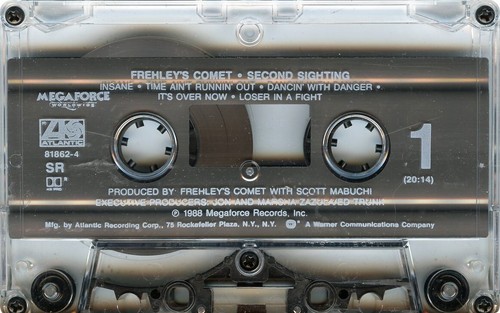 FREHLEY'S COMET • SECOND SIGHTING
INSANE • TIME AIN'T RUNNIN' OUT • DANCIN' WITH DANGER •
IT'S OVER NOW • LOSER IN A FIGHT
MEGAFORCE
WORLDWIDE
ATLANTIC
81862-4
SR
1
(20:14)
PRODUCED BY: FREHLEY'S COMET WITH SCOTT MABUCHI
EXECUTIVE PRODUCERS: JON AND MARSHA ZAZULA/ED TRUNK
℗ 1988 Megaforce Records, Inc.
Mfg. by Atlantic Recording Corp., 75 Rockefeller Plaza, N.Y., N.Y. A Warner Communications Company